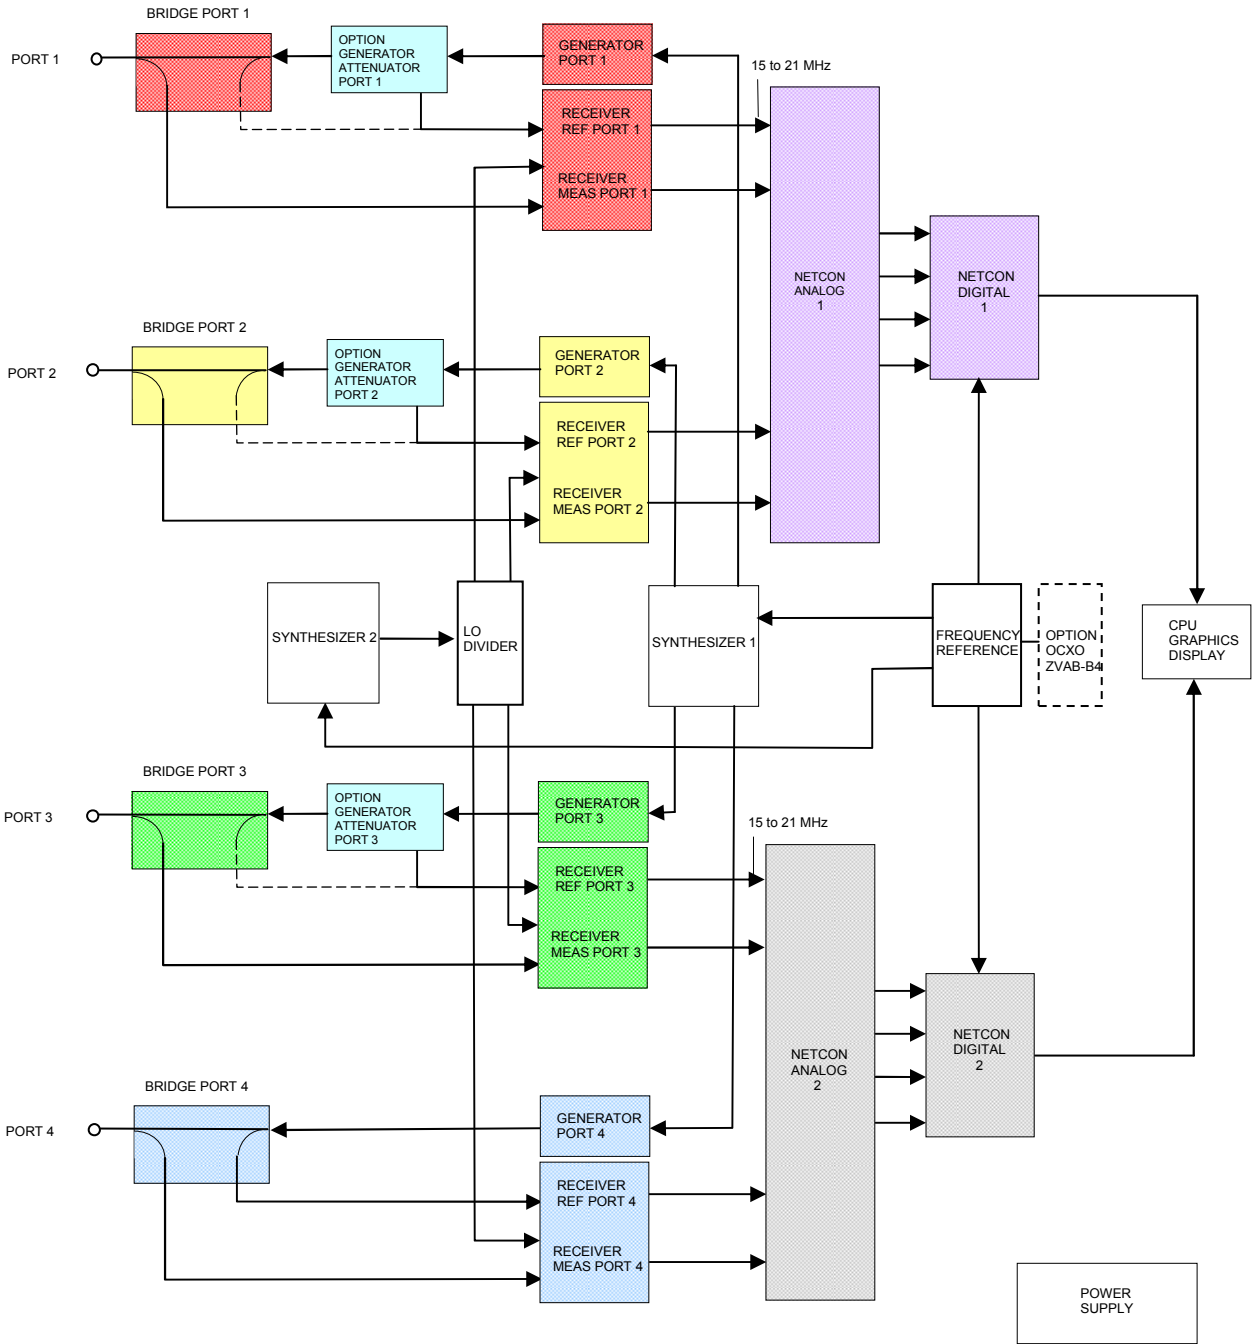 BRIDGE PORT 1
PORT 1
OPTION
GENERATOR
ATTENUATOR
PORT 1
GENERATOR
PORT 1
15 to 21 MHz
RECEIVER
REF PORT 1
RECEIVER
MEAS PORT 1
NETCON
ANALOG
1
NETCON
DIGITAL
1
BRIDGE PORT 2
PORT 2
OPTION
GENERATOR
ATTENUATOR
PORT 2
GENERATOR
PORT 2
RECEIVER
REF PORT 2
RECEIVER
MEAS PORT 2
SYNTHESIZER 2
LO
DIVIDER
SYNTHESIZER 1
FREQUENCY
REFERENCE
OPTION
OCXO
ZVAB-B4
CPU
GRAPHICS
DISPLAY
BRIDGE PORT 3
PORT 3
OPTION
GENERATOR
ATTENUATOR
PORT 3
GENERATOR
PORT 3
15 to 21 MHz
RECEIVER
REF PORT 3
RECEIVER
MEAS PORT 3
NETCON
ANALOG
2
NETCON
DIGITAL
2
BRIDGE PORT 4
PORT 4
GENERATOR
PORT 4
RECEIVER
REF PORT 4
RECEIVER
MEAS PORT 4
POWER
SUPPLY